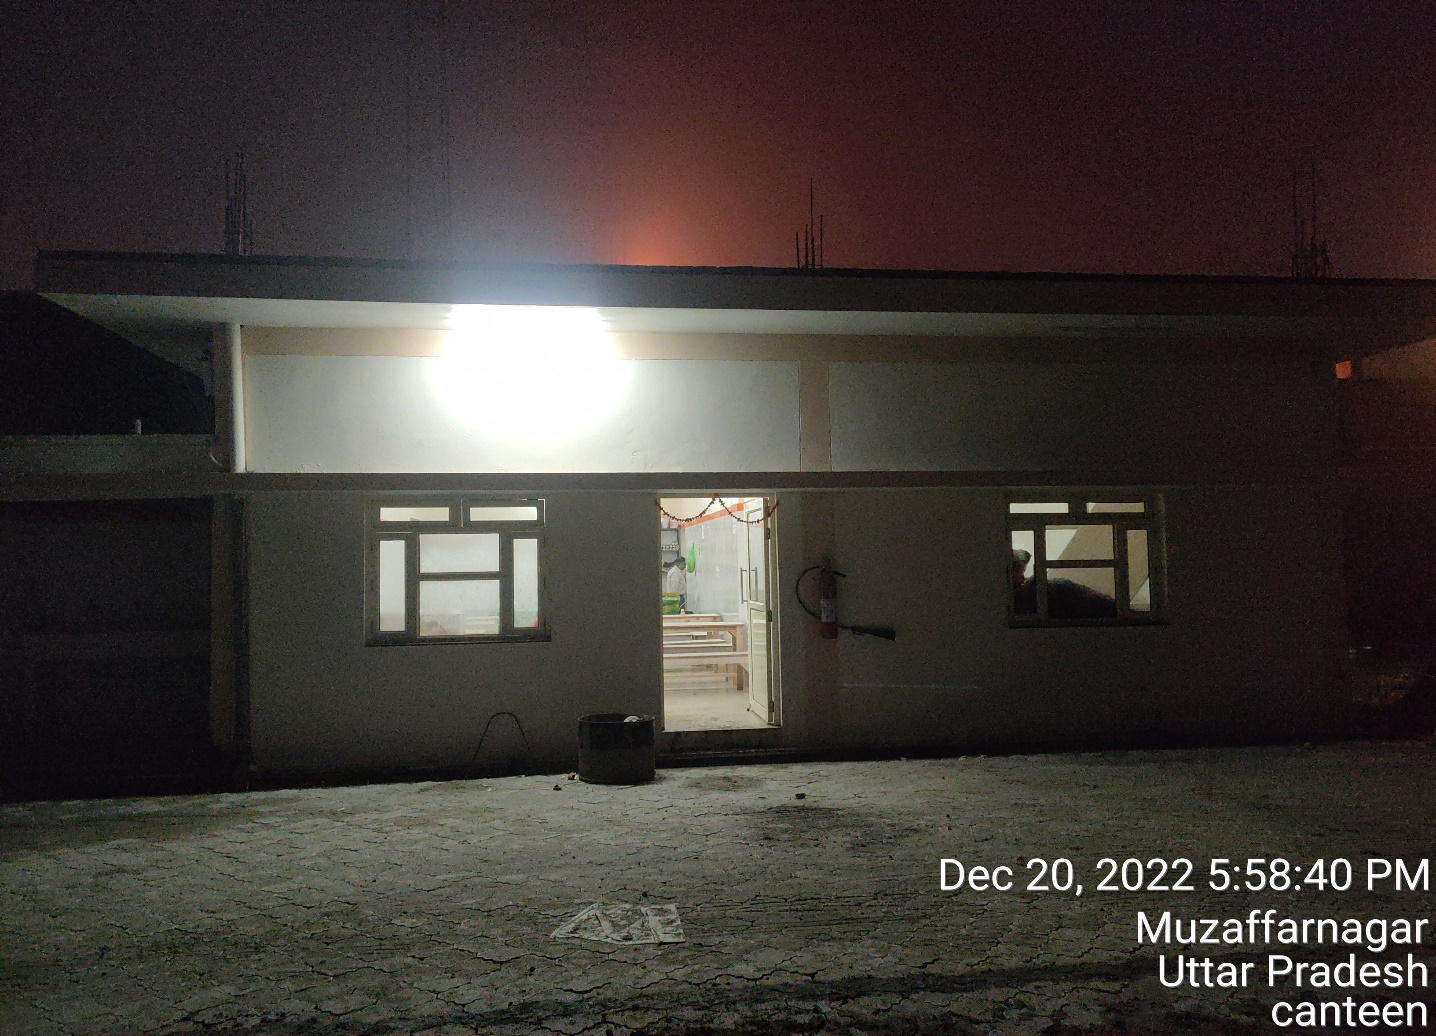 Dec 20, 2022 5:58:40 PM
Muzaffarnagar
Uttar Pradesh
canteen